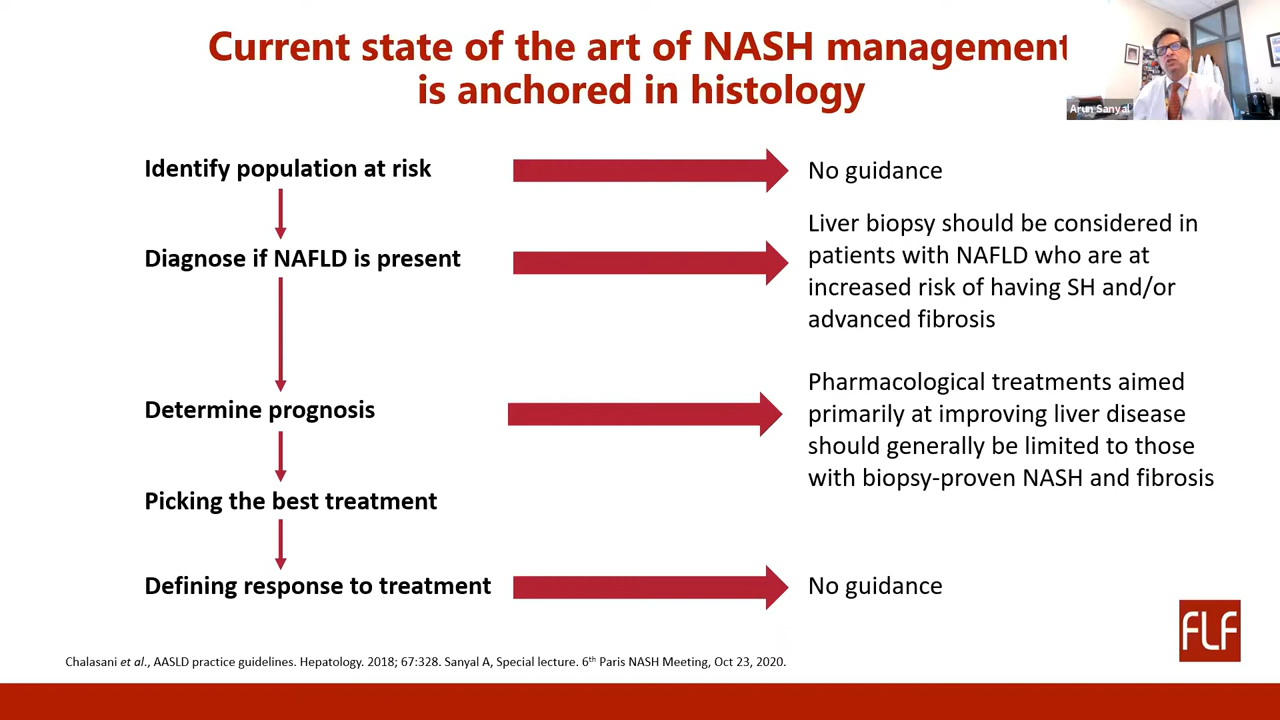 Current state of the art of NASH management
is anchored in histology
Arun Sanyal
Identify population at risk
No guidance
Diagnose if NAFLD is present
Liver biopsy should be considered in
patients with NAFLD who are at
increased risk of having SH and/or
advanced fibrosis
Determine prognosis
Pharmacological treatments aimed
primarily at improving liver disease
should generally be limited to those
with biopsy-proven NASH and fibrosis
Picking the best treatment
Defining response to treatment
No guidance
FLF
Chalasani et al., AASLD practice guidelines. Hepatology. 2018; 67:328. Sanyal A, Special lecture. 6th Paris NASH Meeting, Oct 23, 2020.